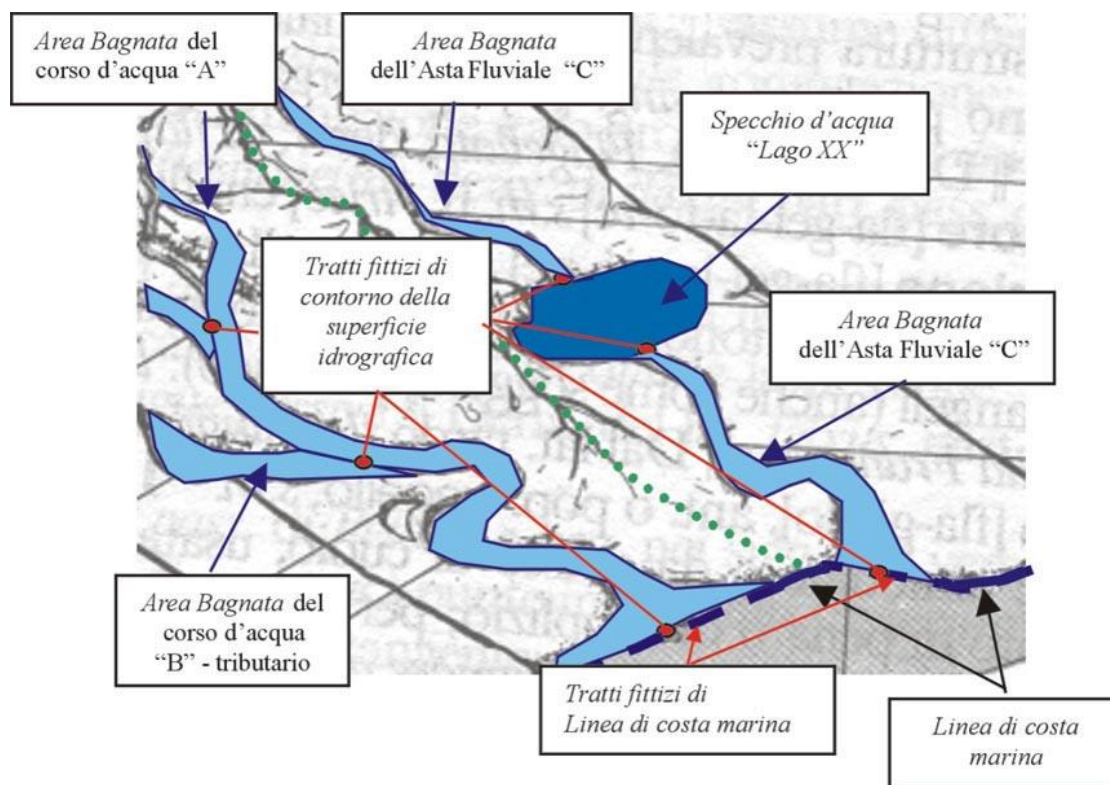 Area Bagnata del
corso d'acqua "A"
Area Bagnata
dell'Asta Fluviale "C"
Specchio d'acqua
"Lago XX"
Tratti fittizi di
contorno della
superficie
idrografica
Area Bagnata
dell'Asta Fluviale "C"
Area Bagnata del
corso d'acqua
"B" - tributario
Tratti fittizi di
Linea di costa marina
Linea di costa
marina